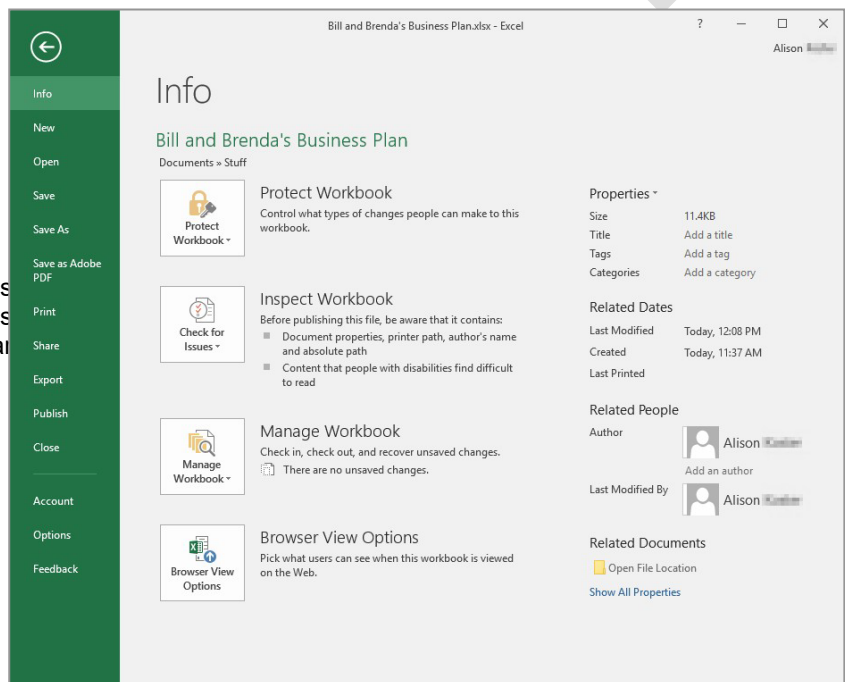 Bill and Brenda's Business Plan.xlsx - Excel
?
Alison
Info
New
Open
Save
Save As
Save as Adobe
PDF
Print
Share
Export
Publish
Close
Account
Options
Feedback
Info
Bill and Brenda's Business Plan
Documents » Stuff
Protect
Workbook
Protect Workbook
Control what types of changes people can make to this
workbook.
Check for
Issues
Inspect Workbook
Before publishing this file, be aware that it contains:
Document properties, printer path, author's name
and absolute path
Content that people with disabilities find difficult
to read
Manage
Workbook
Manage Workbook
Check in, check out, and recover unsaved changes.
There are no unsaved changes.
Browser View
Options
Browser View Options
Pick what users can see when this workbook is viewed
on the Web.
Properties
Size 11.4KB
Title Add a title
Tags Add a tag
Categories Add a category
Related Dates
Last Modified Today, 12:08 PM
Created Today, 11:37 AM
Last Printed
Related People
Author Alison
Add an author
Last Modified By Alison
Related Documents
Open File Location
Show All Properties